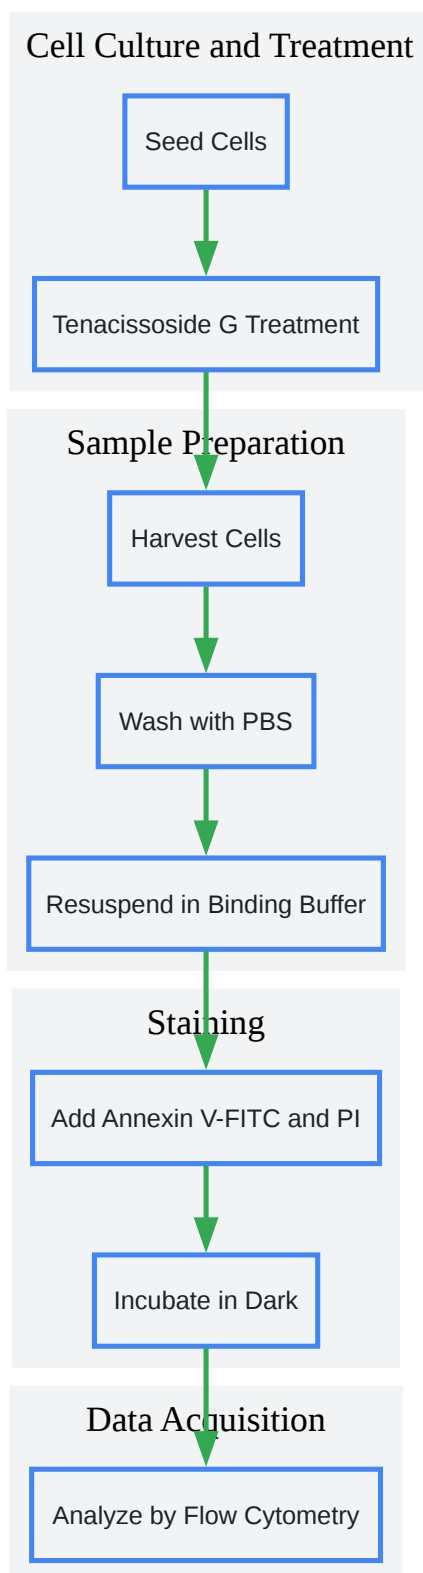 Cell Culture and Treatment
Seed Cells
Tenacissoside G Treatment
Sample Preparation
Harvest Cells
Wash with PBS
Resuspend in Binding Buffer
Staining
Add Annexin V-FITC and PI
Incubate in Dark
Data Acquisition
Analyze by Flow Cytometry